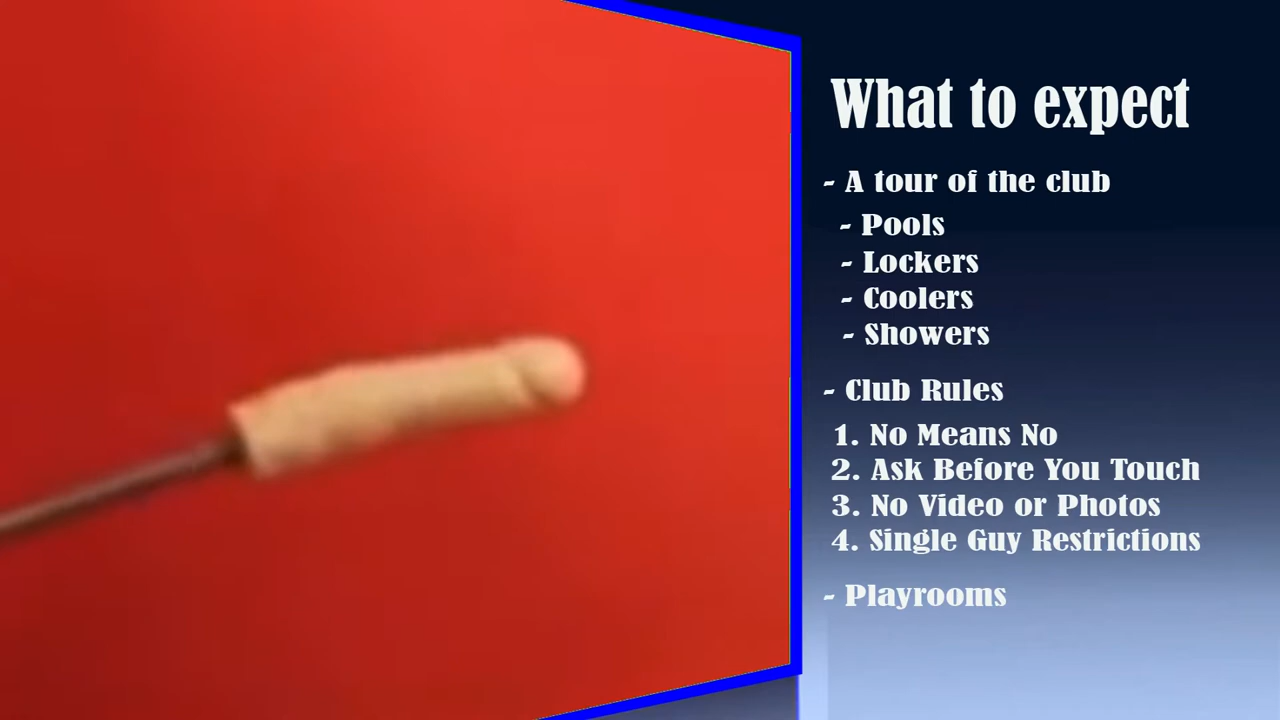 What to expect
- A tour of the club
- Pools
- Lockers
- Coolers
- Showers
- Club Rules
1. No Means No
2. Ask Before You Touch
3. No Video or Photos
4. Single Guy Restrictions
- Playrooms